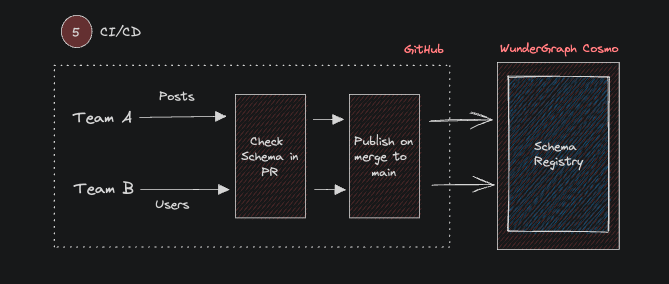 5 CI/CD
GitHub
WunderGraph Cosmo
Team A
Posts
Team B
Users
Check
Schema in
PR
Publish on
merge to
main
Schema
Registry